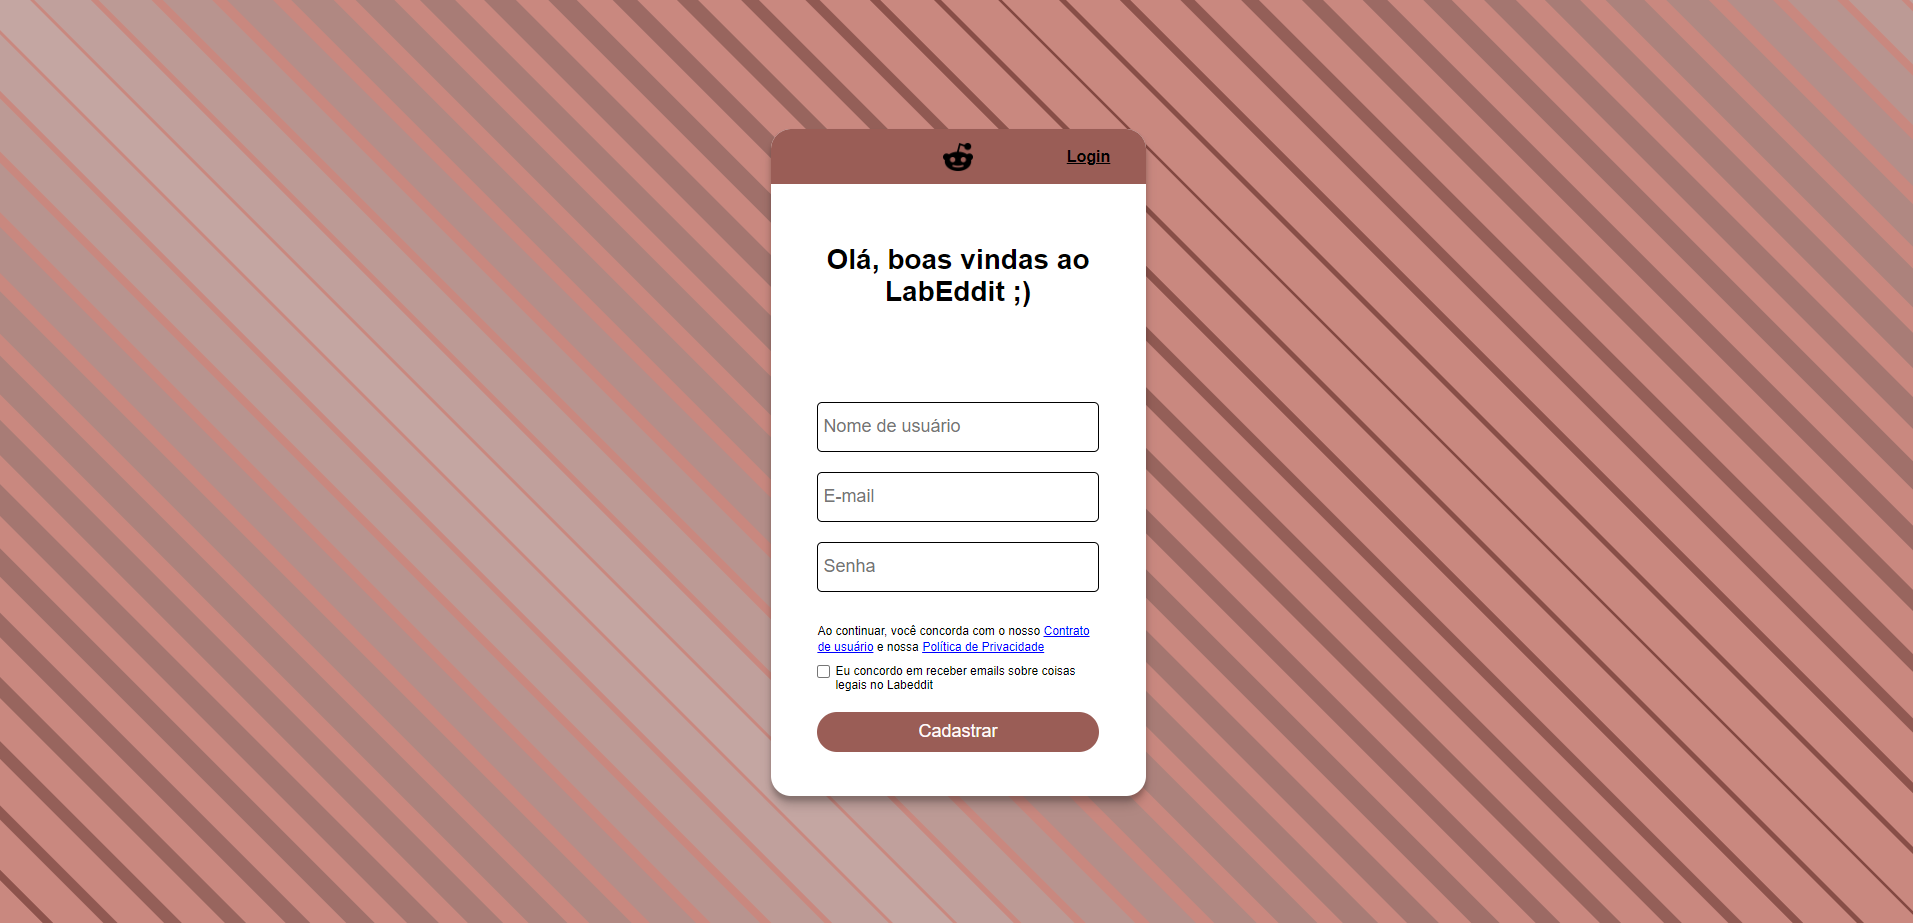 Login
Olá, boas vindas ao
LabEddit ;)
Nome de usuário
E-mail
Senha
Ao continuar, você concorda com o nosso Contrato
de usuário e nossa Política de Privacidade
Eu concordo em receber emails sobre coisas
legais no Labeddit
Cadastrar